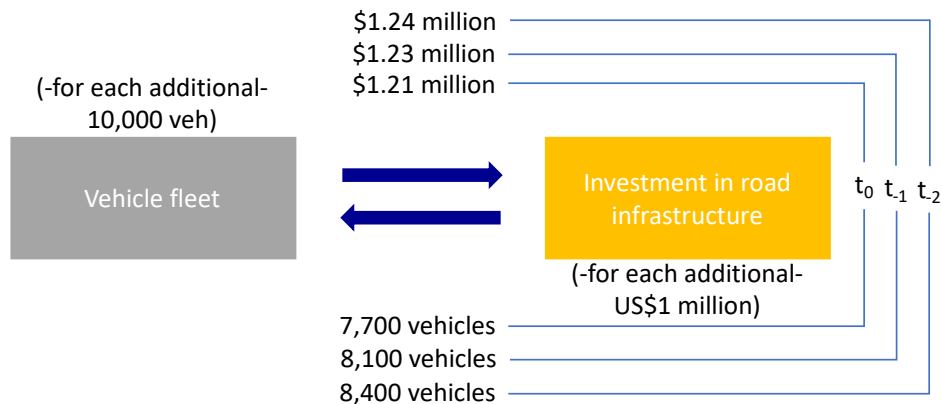 $1.24 million
$1.23 million
$1.21 million
(-for each additional-
10,000 veh)
Vehicle fleet
Investment in road
infrastructure
t0 t-1 t-2
(-for each additional-
US$1 million)
7,700 vehicles
8,100 vehicles
8,400 vehicles